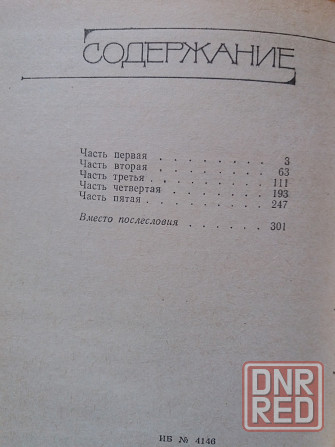 СОДЕРЖАНИЕ
Часть первая . . . . . . . . . 3
Часть вторая . . . . . . . . . 63
Часть третья . . . . . . . . . 111
Часть четвертая . . . . . . . 193
Часть пятая . . . . . . . . . 247
Вместо послесловия . . . . . . 301
ИБ № 4146
DNR
RED